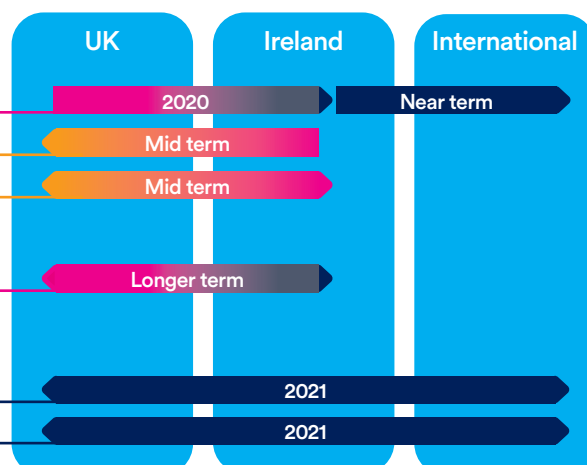 UK
Ireland
International
2020
Near term
Mid term
Mid term
Longer term
2021
2021